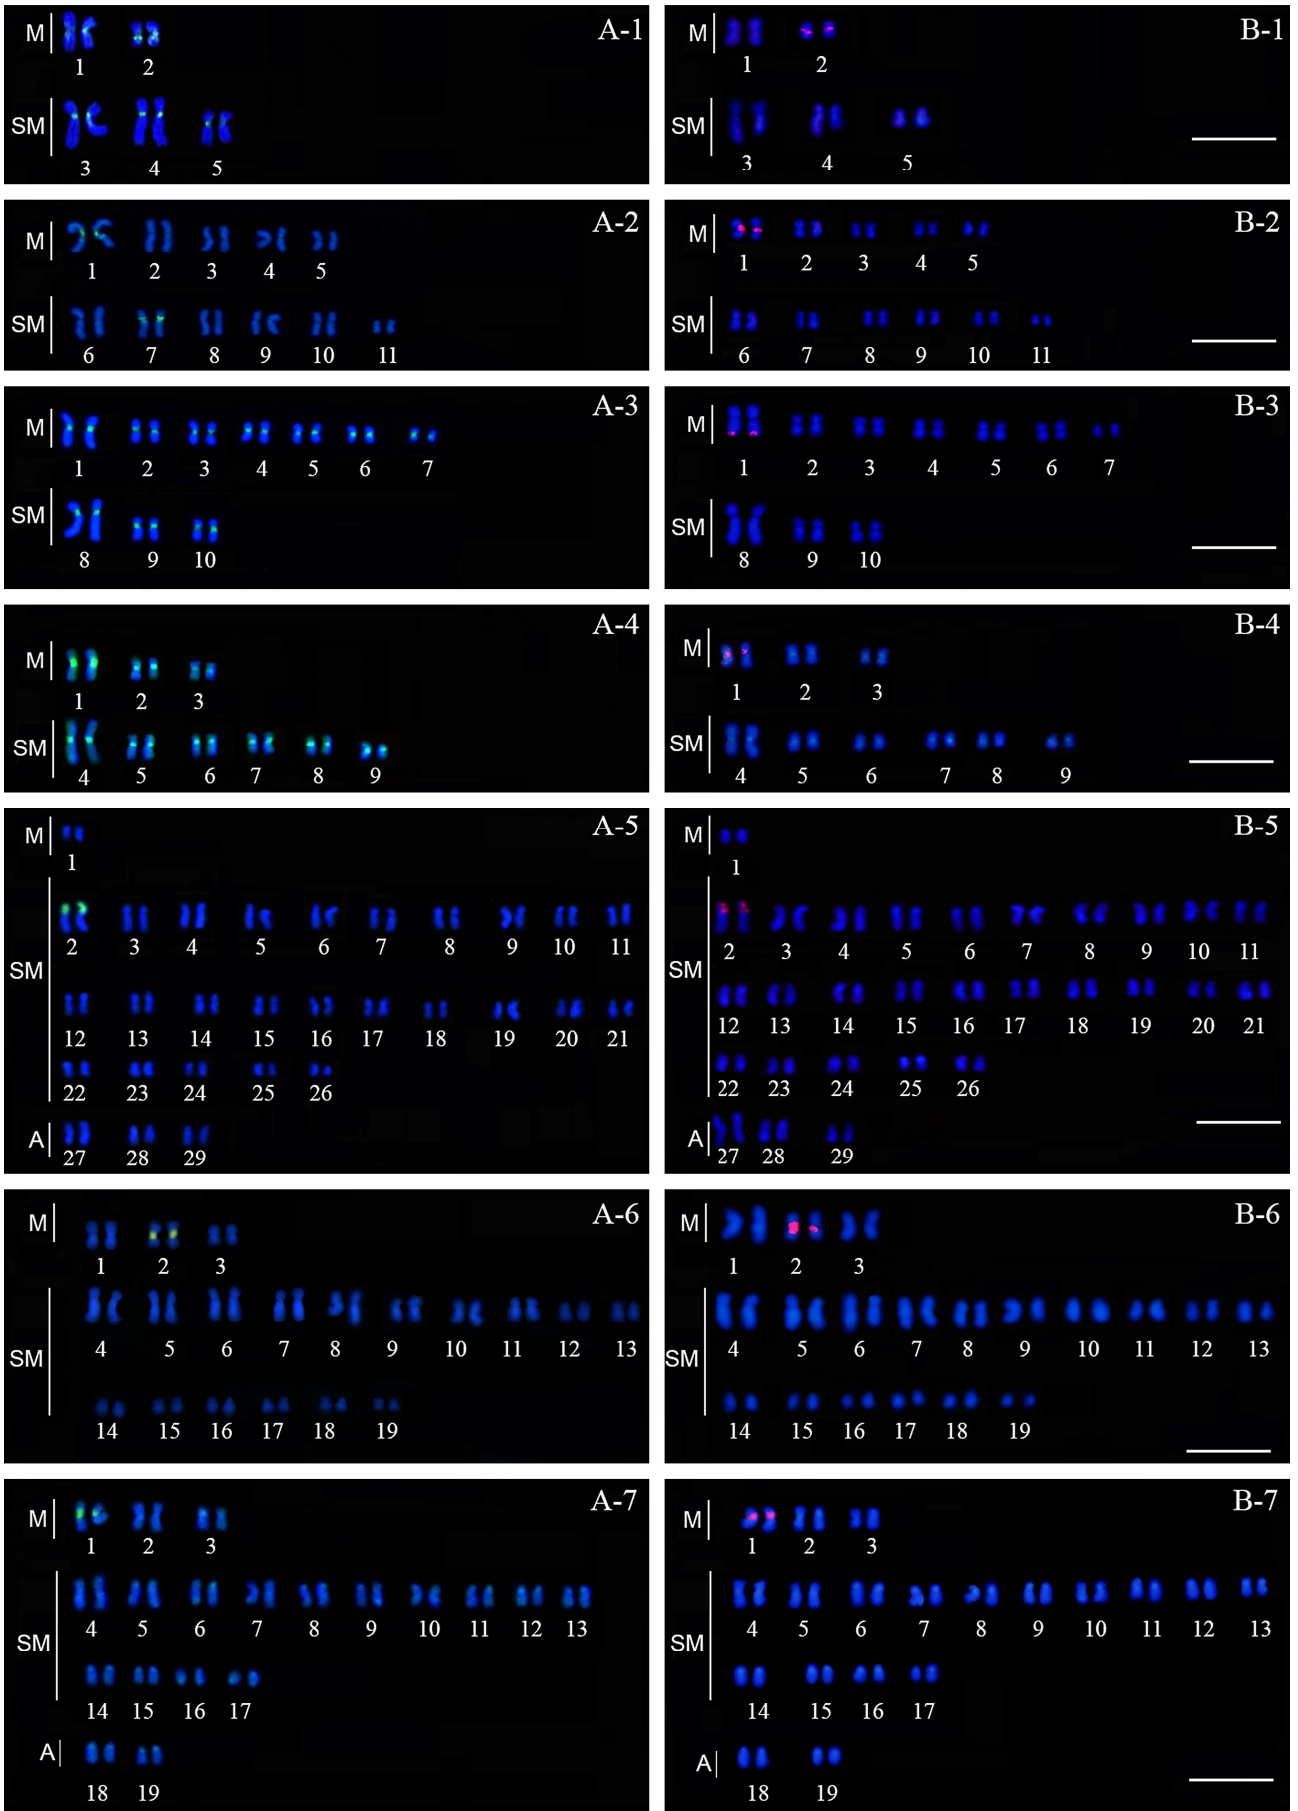 M A-1
1 2
SM
3 4 5
M B-1
1 2
SM
3 4 5
M A-2
1 2 3 4 5
SM
6 7 8 9 10 11
M B-2
1 2 3 4 5
SM
6 7 8 9 10 11
M A-3
1 2 3 4 5 6 7
SM
8 9 10
M B-3
1 2 3 4 5 6 7
SM
8 9 10
M A-4
1 2 3
SM
4 5 6 7 8 9
M B-4
1 2 3
SM
4 5 6 7 8 9
M A-5
1
2 3 4 5 6 7 8 9 10 11
SM
12 13 14 15 16 17 18 19 20 21
22 23 24 25 26
A
27 28 29
M B-5
1
2 3 4 5 6 7 8 9 10 11
SM
12 13 14 15 16 17 18 19 20 21
22 23 24 25 26
A
27 28 29
M A-6
1 2 3
4 5 6 7 8 9 10 11 12 13
SM
14 15 16 17 18 19
M B-6
1 2 3
4 5 6 7 8 9 10 11 12 13
SM
14 15 16 17 18 19
M A-7
1 2 3
4 5 6 7 8 9 10 11 12 13
SM
14 15 16 17
A
18 19
M B-7
1 2 3
4 5 6 7 8 9 10 11 12 13
SM
14 15 16 17
A
18 19